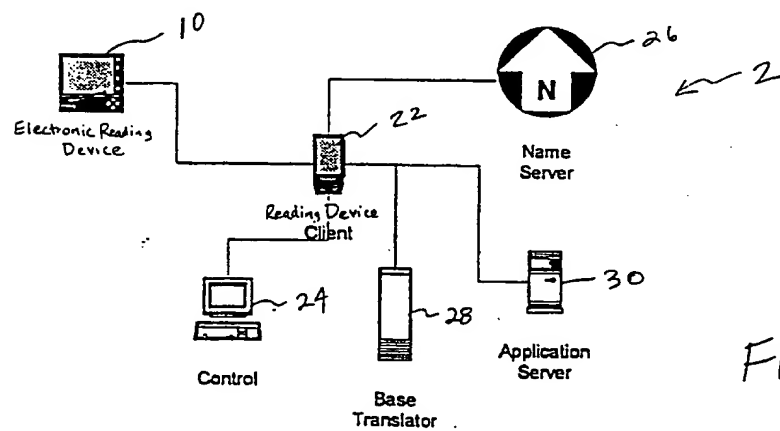 10
26
2
Electronic Reading
Device
22
N
Name
Server
Reading Device
Client
24
28
30
Control
Base
Translator
Application
Server